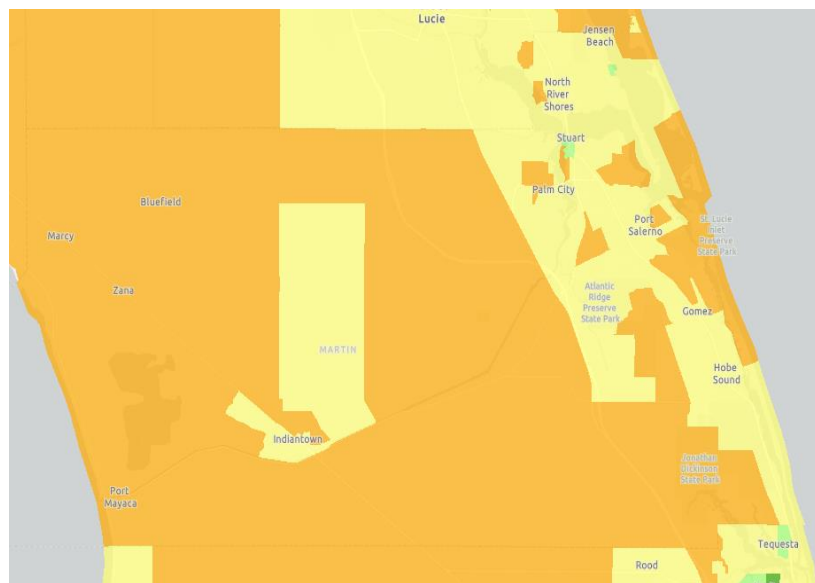 Lucie
Jensen
Beach
North
River
Shores
Stuart
Palm City
Bluefield
Port
Salerno
St. Lucie
Inlet
Preserve
State Park
Marcy
Zana
Atlantic
Ridge
Preserve
State Park
Gomez
MARTIN
Hobe
Sound
Indiantown
Jonathan
Dickinson
State Park
Port
Mayaca
Tequesta
Rood